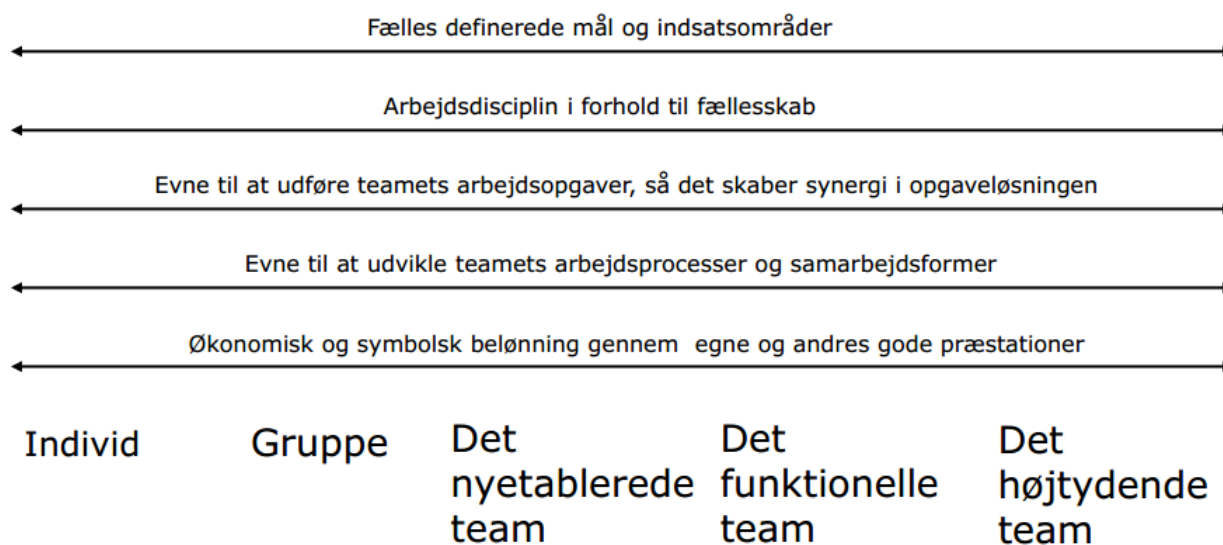 Fælles definerede mål og indsatsområder
Arbejdsdisciplin i forhold til fællesskab
Evne til at udføre teamets arbejdsopgaver, så det skaber synergi i opgaveløsningen
Evne til at udvikle teamets arbejdsprocesser og samarbejdsformer
Økonomisk og symbolsk belønning gennem  egne og andres gode præstationer
Individ
Gruppe
Det
nyetablerede
team
Det
funktionelle
team
Det
højtydende
team